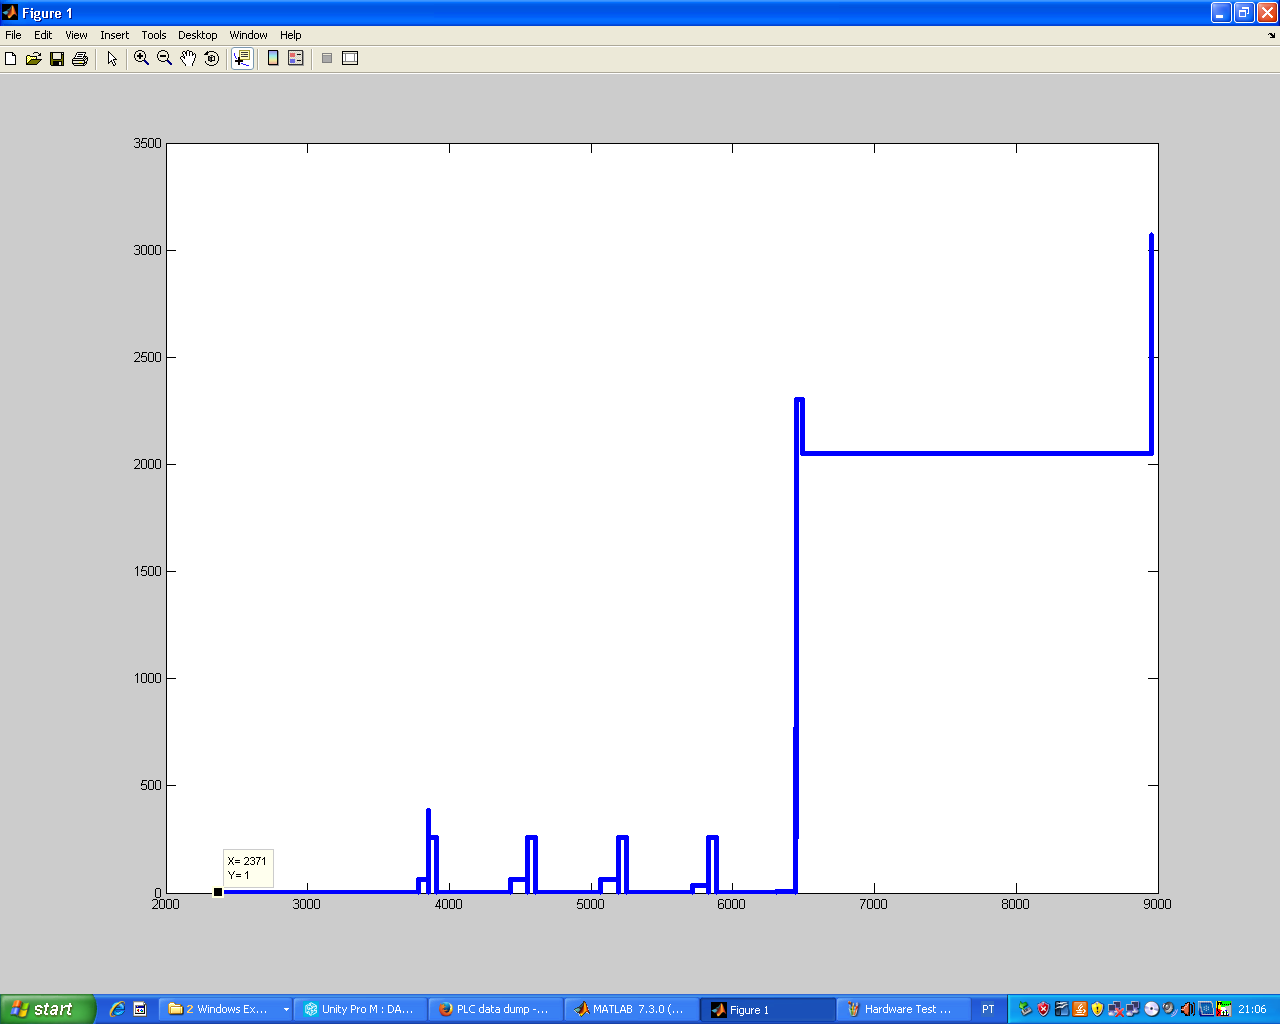 Figure 1
File Edit View Insert Tools Desktop Window Help
3500
3000
2500
2000
1500
1000
500
0
X= 2371
Y= 1
2000 3000 4000 5000 6000 7000 8000 9000
start 2 Windows Ex... Unity Pro M : DA... PLC data dump -... MATLAB 7.3.0 (... Figure 1 Hardware Test ... PT 21:06